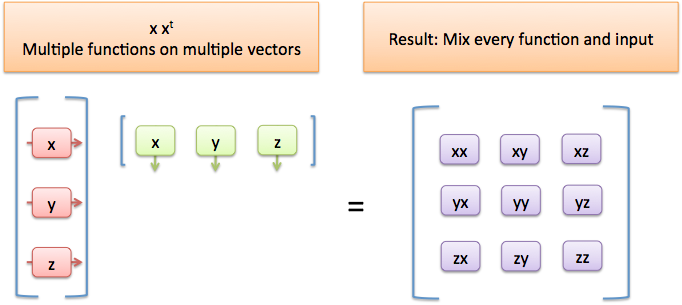 x xᵗ
Multiple functions on multiple vectors
Result: Mix every function and input
x
y
z
x y z
=
xx xy xz
yx yy yz
zx zy zz